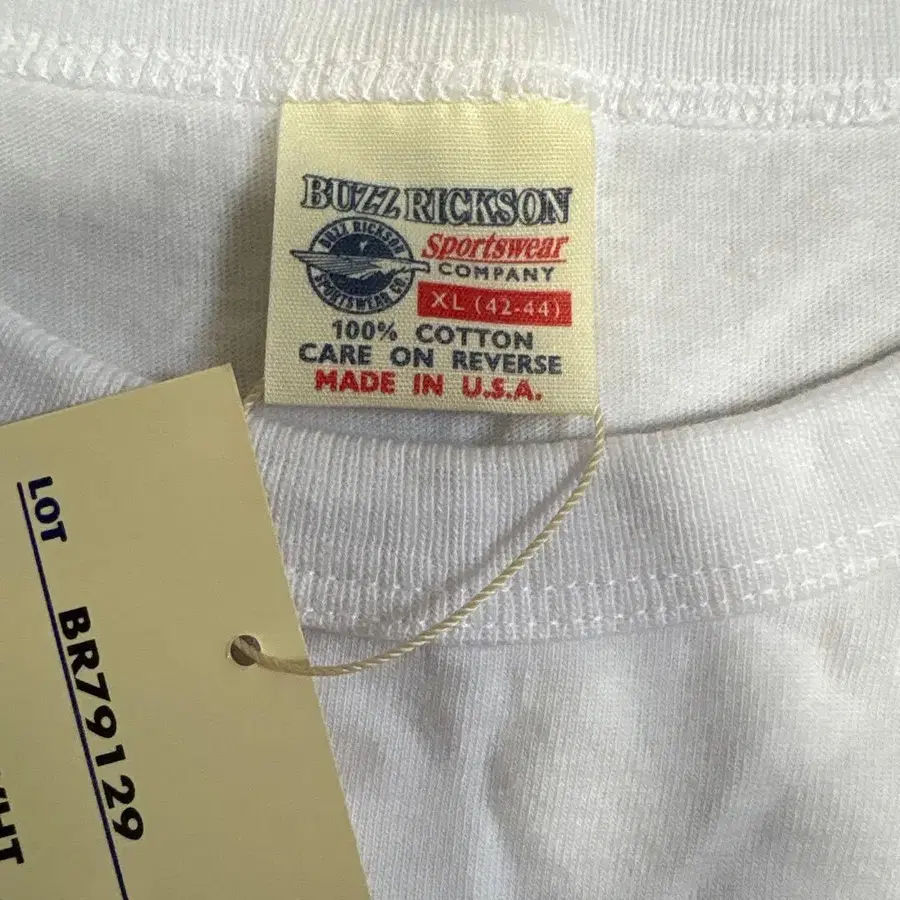 BUZZ RICKSON
BUZZ RICKSON
SPORTSWEAR CO.
Sportswear
COMPANY
XL (42-44)
100% COTTON
CARE ON REVERSE
MADE IN U.S.A.
LOT
BR79129